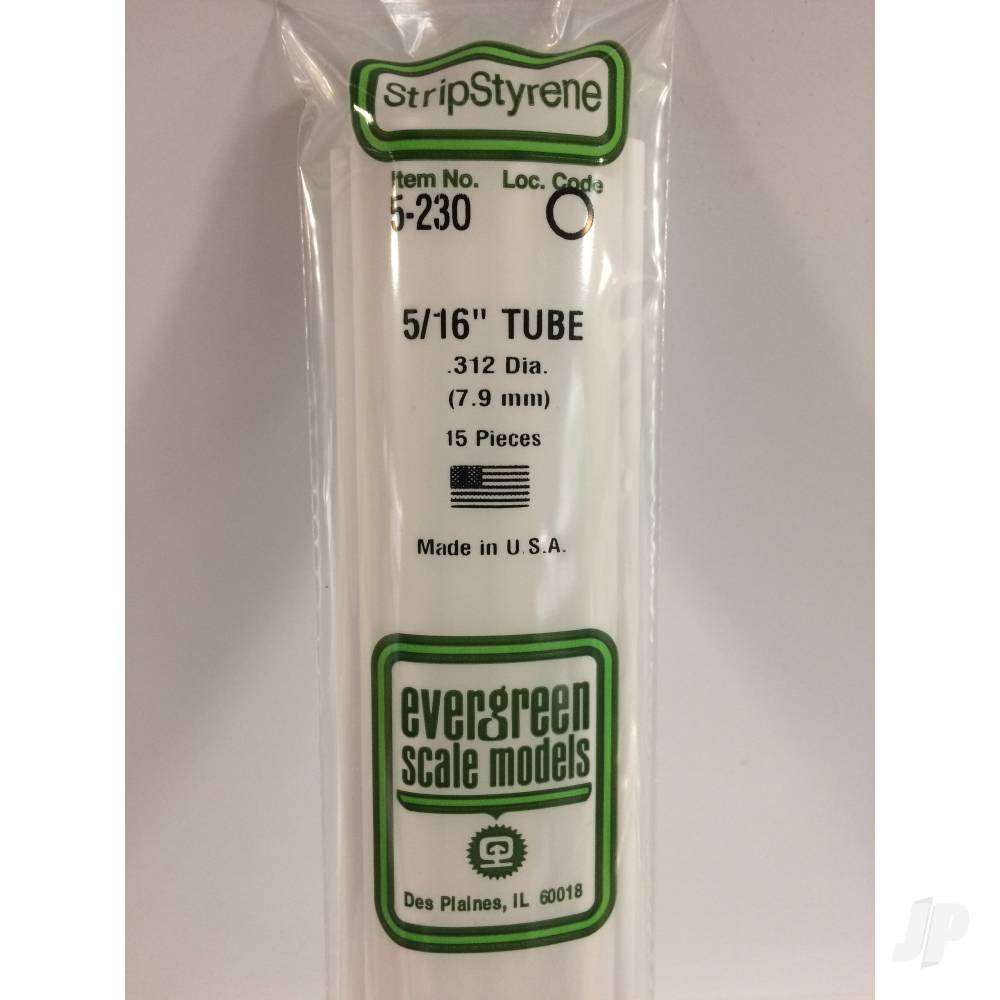 StripStyrene
Item No. Loc. Code
5-230
5/16" TUBE
.312 Dia.
(7.9 mm)
15 Pieces
Made in U.S.A.
evergreen
scale models
Des Plaines, IL 60018
JP